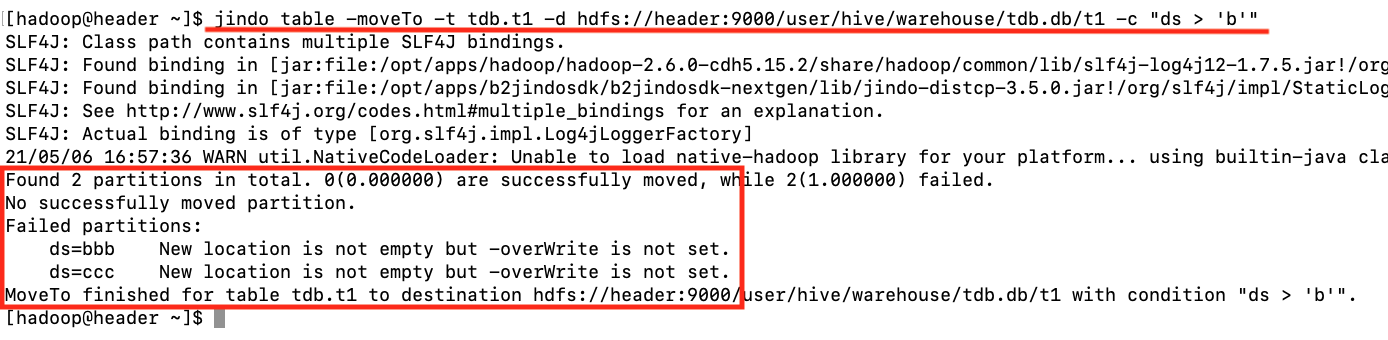 [hadoop@header ~]$ jindo table -moveTo -t tdb.t1 -d hdfs://header:9000/user/hive/warehouse/tdb.db/t1 -c "ds > 'b'"
SLF4J: Class path contains multiple SLF4J bindings.
SLF4J: Found binding in [jar:file:/opt/apps/hadoop/hadoop-2.6.0-cdh5.15.2/share/hadoop/common/lib/slf4j-log4j12-1.7.5.jar!/org
SLF4J: Found binding in [jar:file:/opt/apps/b2jindosdk/b2jindosdk-nextgen/lib/jindo-distcp-3.5.0.jar!/org/slf4j/impl/StaticLog
SLF4J: See http://www.slf4j.org/codes.html#multiple_bindings for an explanation.
SLF4J: Actual binding is of type [org.slf4j.impl.Log4jLoggerFactory]
21/05/06 16:57:36 WARN util.NativeCodeLoader: Unable to load native-hadoop library for your platform... using builtin-java cla
Found 2 partitions in total. 0(0.000000) are successfully moved, while 2(1.000000) failed.
No successfully moved partition.
Failed partitions:
    ds=bbb    New location is not empty but -overWrite is not set.
    ds=ccc    New location is not empty but -overWrite is not set.
MoveTo finished for table tdb.t1 to destination hdfs://header:9000/user/hive/warehouse/tdb.db/t1 with condition "ds > 'b'".
[hadoop@header ~]$